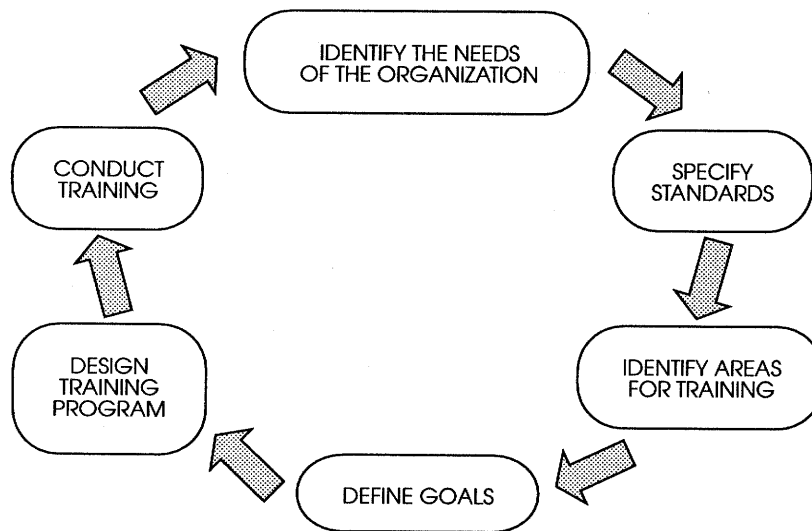 IDENTIFY THE NEEDS
OF THE ORGANIZATION
SPECIFY
STANDARDS
IDENTIFY AREAS
FOR TRAINING
DEFINE GOALS
DESIGN
TRAINING
PROGRAM
CONDUCT
TRAINING